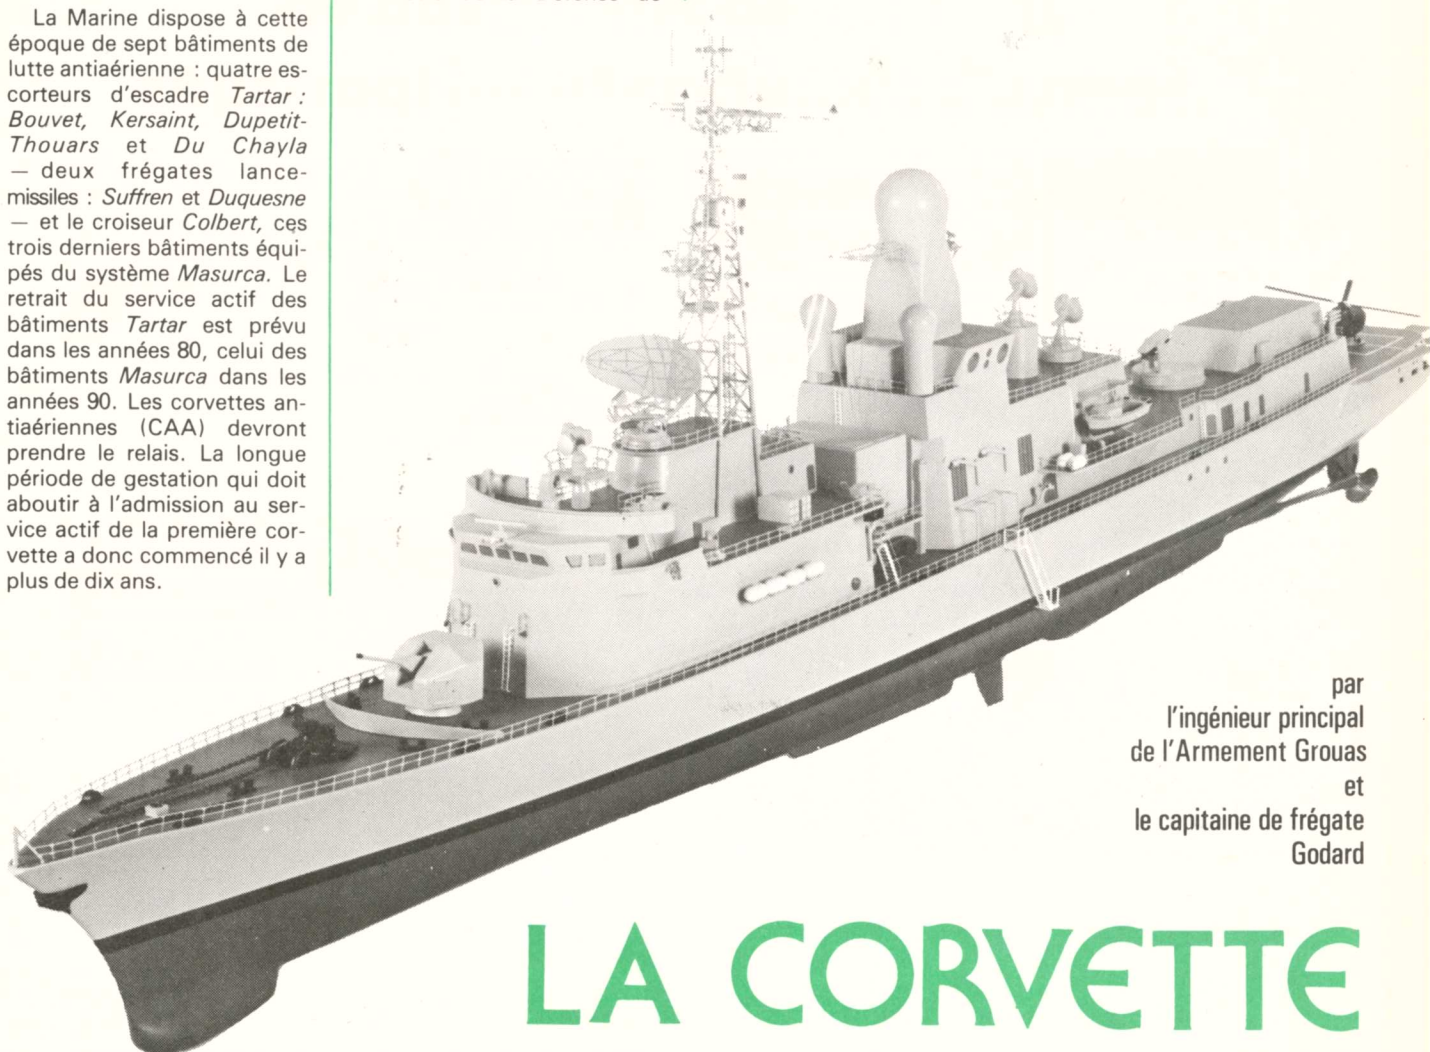 La Marine dispose à cette
époque de sept bâtiments de
lutte antiaérienne : quatre es-
corteurs d'escadre Tartar :
Bouvet, Kersaint, Dupetit-
Thouars et Du Chayla
— deux frégates lance-
missiles : Suffren et Duquesne
— et le croiseur Colbert, ces
trois derniers bâtiments équi-
pés du système Masurca. Le
retrait du service actif des
bâtiments Tartar est prévu
dans les années 80, celui des
bâtiments Masurca dans les
années 90. Les corvettes an-
tiaériennes (CAA) devront
prendre le relais. La longue
période de gestation qui doit
aboutir à l'admission au ser-
vice actif de la première cor-
vette a donc commencé il y a
plus de dix ans.
par
l'ingénieur principal
de l'Armement Grouas
et
le capitaine de frégate
Godard
LA CORVETTE